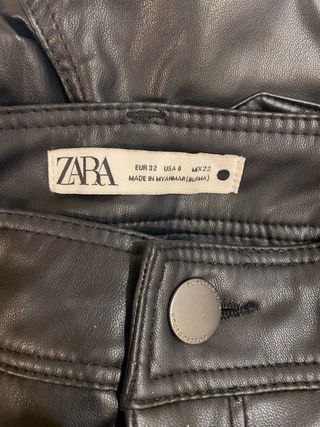 ZARA
EUR 32 USA 0 MEX 22
MADE IN MYANMAR (BURMA)